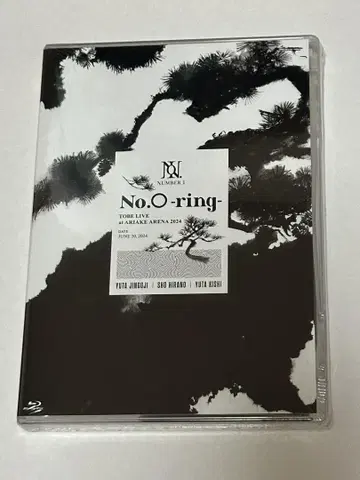 NUMBER_I
No.O -ring-
TOBE LIVE
at ARIAKE ARENA 2024
DATE
JUNE 30, 2024
YUTA JINGUJI / SHO HIRANO / YUTA KISHI